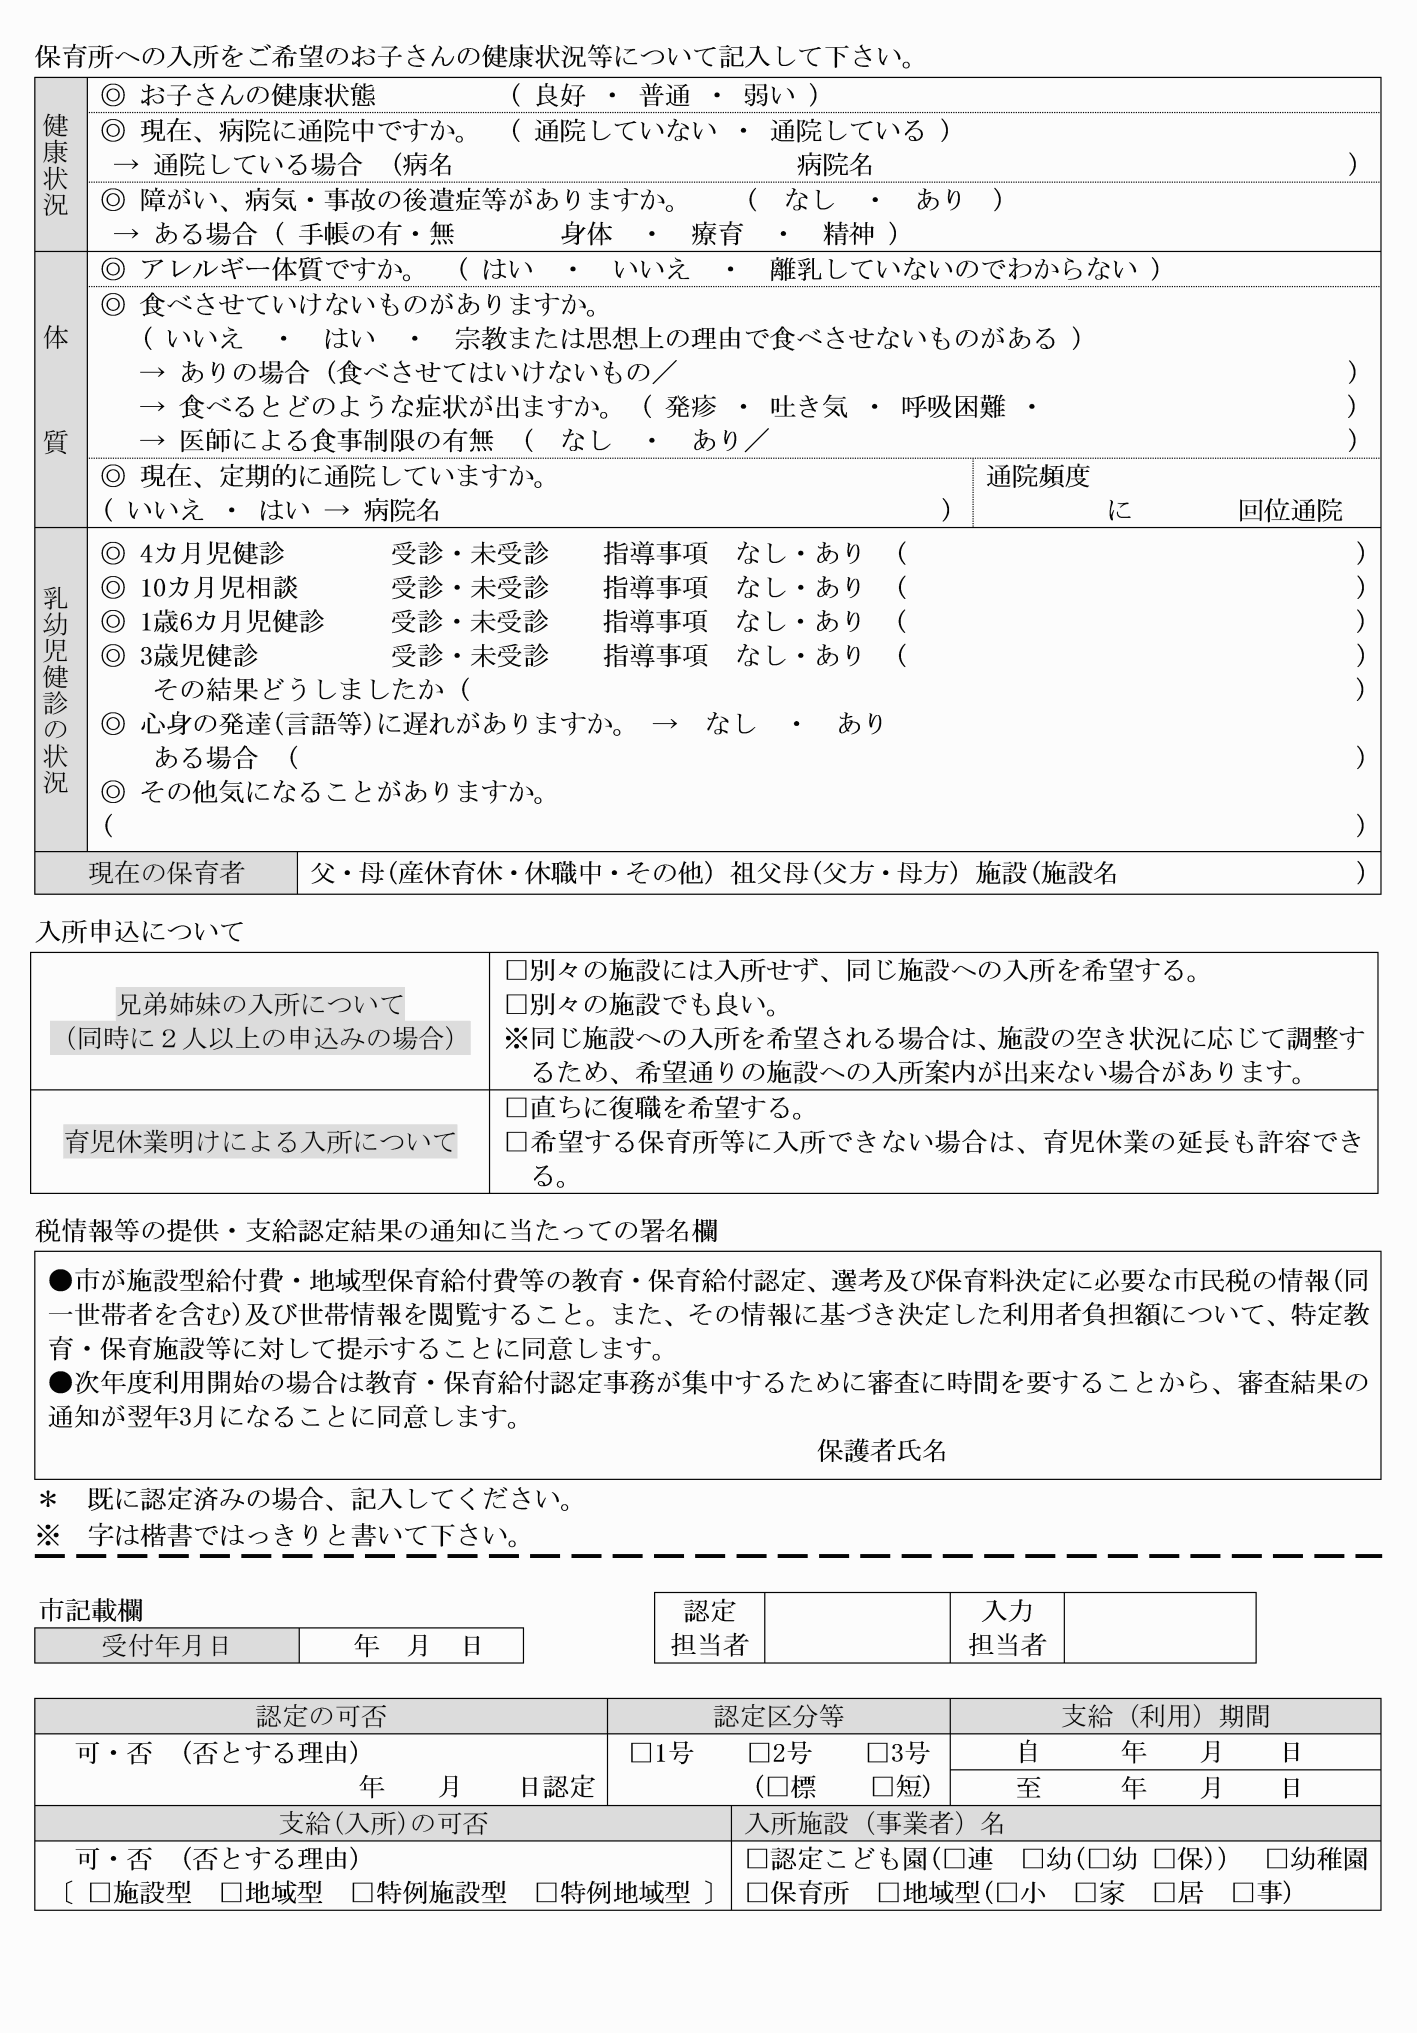 保育所への入所をご希望のお子さんの健康状況等について記入して下さい。
健康状況
◎ お子さんの健康状態　　　　　（ 良好 ・ 普通 ・ 弱い ）
◎ 現在、病院に通院中ですか。　（ 通院していない ・ 通院している ）
→ 通院している場合　（病名　　　　　　　　　　　　　病院名　　　　　　　　　　　　　　　　　　）
◎ 障がい、病気・事故の後遺症等がありますか。　　（　なし　・　あり　）
→ ある場合（ 手帳の有・無　　　　身体　・　療育　・　精神 ）
体質
◎ アレルギー体質ですか。　（ はい　・　いいえ　・　離乳していないのでわからない ）
◎ 食べさせていけないものがありますか。
（ いいえ　・　はい　・　宗教または思想上の理由で食べさせないものがある ）
→ ありの場合（食べさせてはいけないもの／　　　　　　　　　　　　　　　　　　　　　　　　　）
→ 食べるとどのような症状が出ますか。（ 発疹 ・ 吐き気 ・ 呼吸困難 ・　　　　　　　　　　　　）
→ 医師による食事制限の有無　（　なし　・　あり／　　　　　　　　　　　　　　　　　　　　　　）
◎ 現在、定期的に通院していますか。
（ いいえ ・ はい → 病院名　　　　　　　　　　　　　　　　　　　）
通院頻度
に　　　　回位通院
乳幼児健診の状況
◎ 4カ月児健診　　　　受診・未受診　　指導事項　なし・あり　（　　　　　　　　　　　　　　　　　）
◎ 10カ月児相談　　　　受診・未受診　　指導事項　なし・あり　（　　　　　　　　　　　　　　　　　）
◎ 1歳6カ月児健診　　　受診・未受診　　指導事項　なし・あり　（　　　　　　　　　　　　　　　　　）
◎ 3歳児健診　　　　　受診・未受診　　指導事項　なし・あり　（　　　　　　　　　　　　　　　　　）
その結果どうしましたか（　　　　　　　　　　　　　　　　　　　　　　　　　　　　　　　　　　）
◎ 心身の発達(言語等)に遅れがありますか。　→　なし　・　あり
ある場合　（　　　　　　　　　　　　　　　　　　　　　　　　　　　　　　　　　　　　　　　　）
◎ その他気になることがありますか。
（　　　　　　　　　　　　　　　　　　　　　　　　　　　　　　　　　　　　　　　　　　　　　　）
現在の保育者　父・母(産休育休・休職中・その他) 祖父母(父方・母方) 施設(施設名　　　　　　　　　)
入所申込について
兄弟姉妹の入所について
（同時に２人以上の申込みの場合）
□別々の施設には入所せず、同じ施設への入所を希望する。
□別々の施設でも良い。
※同じ施設への入所を希望される場合は、施設の空き状況に応じて調整す
るため、希望通りの施設への入所案内が出来ない場合があります。
育児休業明けによる入所について
□直ちに復職を希望する。
□希望する保育所等に入所できない場合は、育児休業の延長も許容でき
る。
税情報等の提供・支給認定結果の通知に当たっての署名欄
●市が施設型給付費・地域型保育給付費等の教育・保育給付認定、選考及び保育料決定に必要な市民税の情報(同
一世帯者を含む)及び世帯情報を閲覧すること。また、その情報に基づき決定した利用者負担額について、特定教
育・保育施設等に対して提示することに同意します。
●次年度利用開始の場合は教育・保育給付認定事務が集中するために審査に時間を要することから、審査結果の
通知が翌年3月になることに同意します。
保護者氏名
＊　既に認定済みの場合、記入してください。
※　字は楷書ではっきりと書いて下さい。
市記載欄
受付年月日　年　月　日
認定
担当者
入力
担当者
認定の可否　認定区分等　支給（利用）期間
可・否　（否とする理由）
年　　月　　日認定
□1号　　□2号　　□3号
(□標　　□短)
自　　　年　　月　　日
至　　　年　　月　　日
支給(入所)の可否　入所施設（事業者）名
可・否　（否とする理由）
〔 □施設型　□地域型　□特例施設型　□特例地域型 〕
□認定こども園(□連　□幼(□幼 □保))　□幼稚園
□保育所　□地域型(□小　□家　□居　□事)